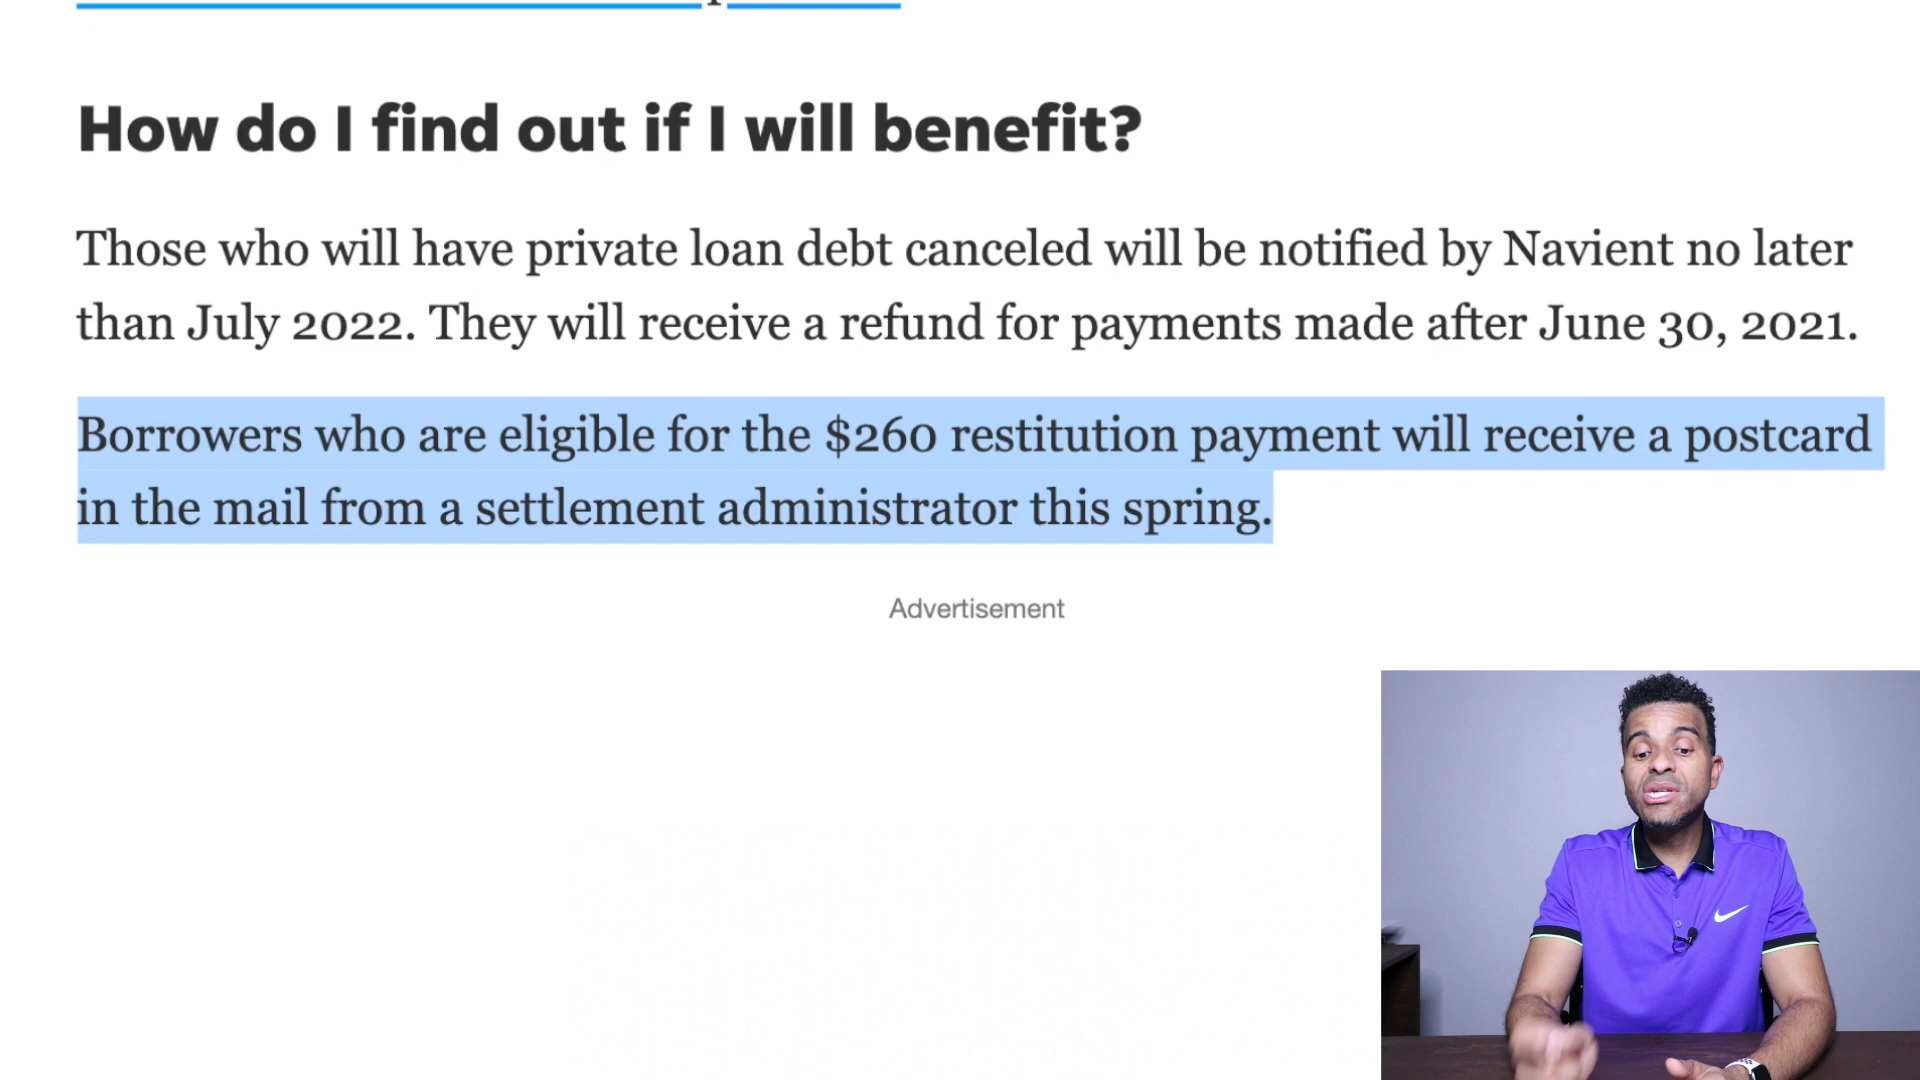 How do I find out if I will benefit?
Those who will have private loan debt canceled will be notified by Navient no later
than July 2022. They will receive a refund for payments made after June 30, 2021.
Borrowers who are eligible for the $260 restitution payment will receive a postcard
in the mail from a settlement administrator this spring.
Advertisement